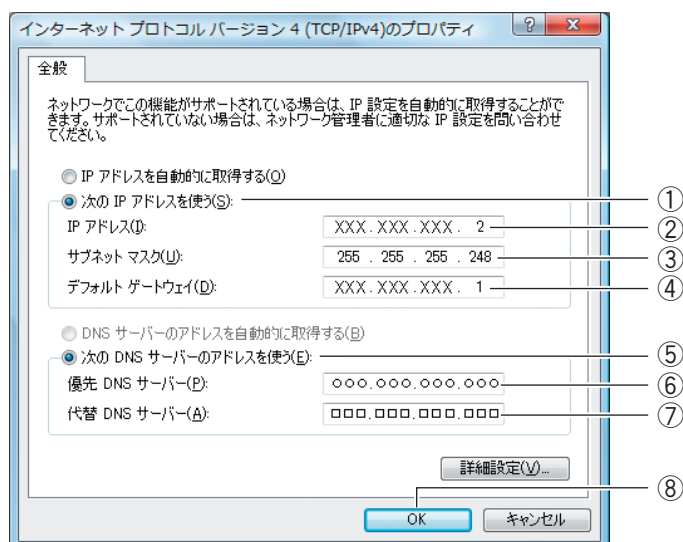 インターネット プロトコル バージョン 4 (TCP/IPv4)のプロパティ
全般
ネットワークでこの機能がサポートされている場合は、IP 設定を自動的に取得することがで
きます。サポートされていない場合は、ネットワーク管理者に適切な IP 設定を問い合わせ
てください。
IP アドレスを自動的に取得する(O)
次の IP アドレスを使う(S): ①
IP アドレス(I): XXX . XXX . XXX . 2 ②
サブネット マスク(U): 255 . 255 . 255 . 248 ③
デフォルト ゲートウェイ(D): XXX . XXX . XXX . 1 ④
DNS サーバーのアドレスを自動的に取得する(B)
次の DNS サーバーのアドレスを使う(E): ⑤
優先 DNS サーバー(P): ○○○.○○○.○○○.○○○ ⑥
代替 DNS サーバー(A): □□□.□□□.□□□.□□□ ⑦
詳細設定(V)...
⑧
OK キャンセル